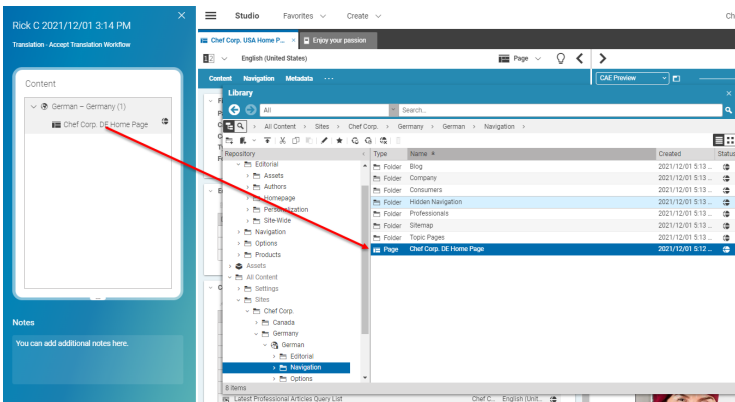 Rick C 2021/12/01 3:14 PM
Translation - Accept Translation Workflow
Content
German – Germany (1)
Chef Corp. DE Home Page
Notes
You can add additional notes here.
Studio Favorites Create Ch
Chef Corp. USA Home P... × Enjoy your passion
English (United States) Page
Content Navigation Metadata ··· CAE Preview
Library
All Search...
All Content › Sites › Chef Corp. › Germany › German › Navigation ›
Repository Type Name Created Status
Editorial
Assets
Authors
Homepage
Personalization
Site-Wide
Navigation
Options
Products
Assets
All Content
Settings
Sites
Chef Corp.
Canada
Germany
German
Editorial
Navigation
Options
Folder Blog 2021/12/01 5:13 ...
Folder Company 2021/12/01 5:13 ...
Folder Consumers 2021/12/01 5:13 ...
Folder Hidden Navigation 2021/12/01 5:13 ...
Folder Professionals 2021/12/01 5:13 ...
Folder Sitemap 2021/12/01 5:13 ...
Folder Topic Pages 2021/12/01 5:13 ...
Page Chef Corp. DE Home Page 2021/12/01 5:12 ...
8 items
Latest Professional Articles Query List Chef C... English (Unit...